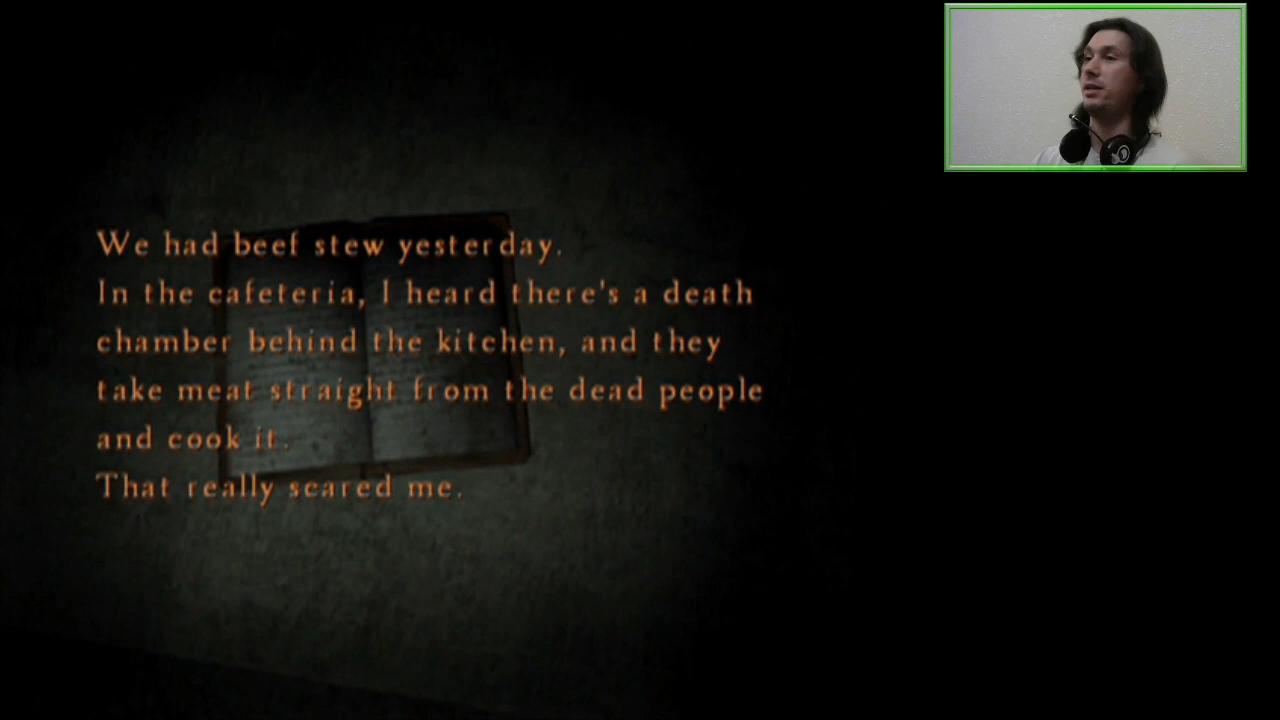 We had beef stew yesterday.
In the cafeteria, I heard there's a death
chamber behind the kitchen, and they
take meat straight from the dead people
and cook it.
That really scared me.